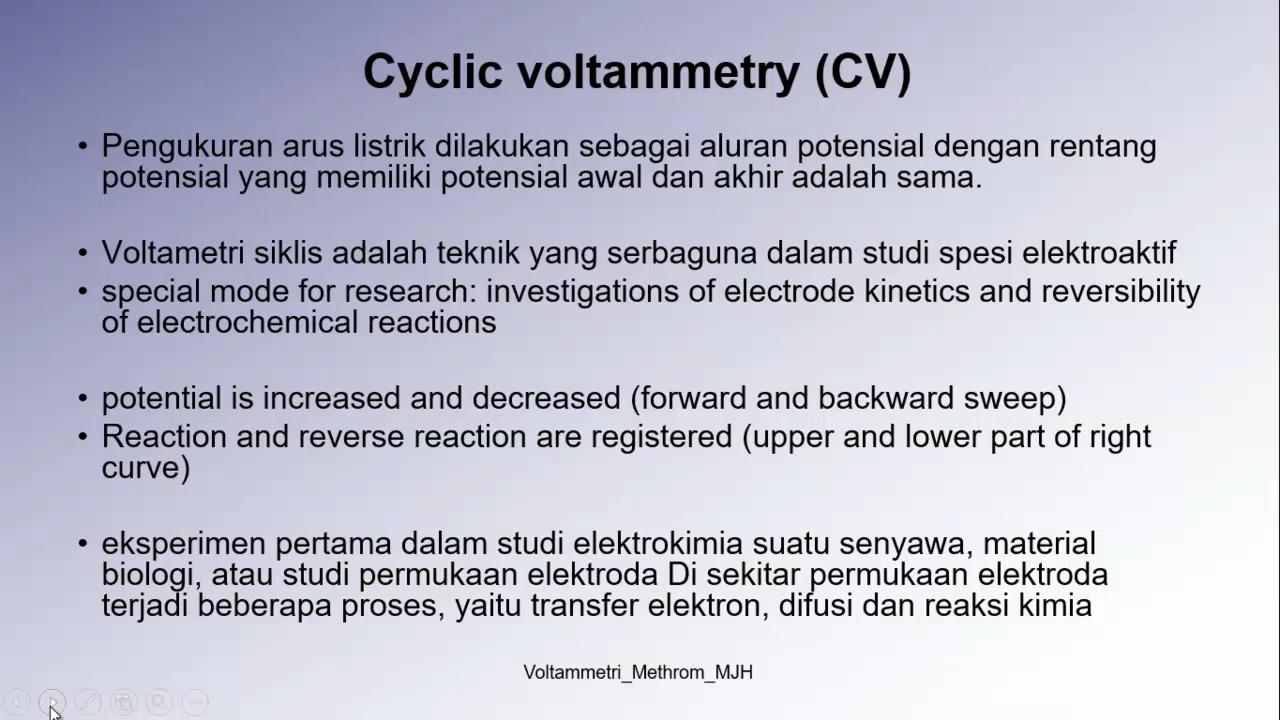 Cyclic voltammetry (CV)
• Pengukuran arus listrik dilakukan sebagai aluran potensial dengan rentang
potensial yang memiliki potensial awal dan akhir adalah sama.
• Voltametri siklis adalah teknik yang serbaguna dalam studi spesi elektroaktif
• special mode for research: investigations of electrode kinetics and reversibility
of electrochemical reactions
• potential is increased and decreased (forward and backward sweep)
• Reaction and reverse reaction are registered (upper and lower part of right
curve)
• eksperimen pertama dalam studi elektrokimia suatu senyawa, material
biologi, atau studi permukaan elektroda Di sekitar permukaan elektroda
terjadi beberapa proses, yaitu transfer elektron, difusi dan reaksi kimia
Voltammetri_Methrom_MJH